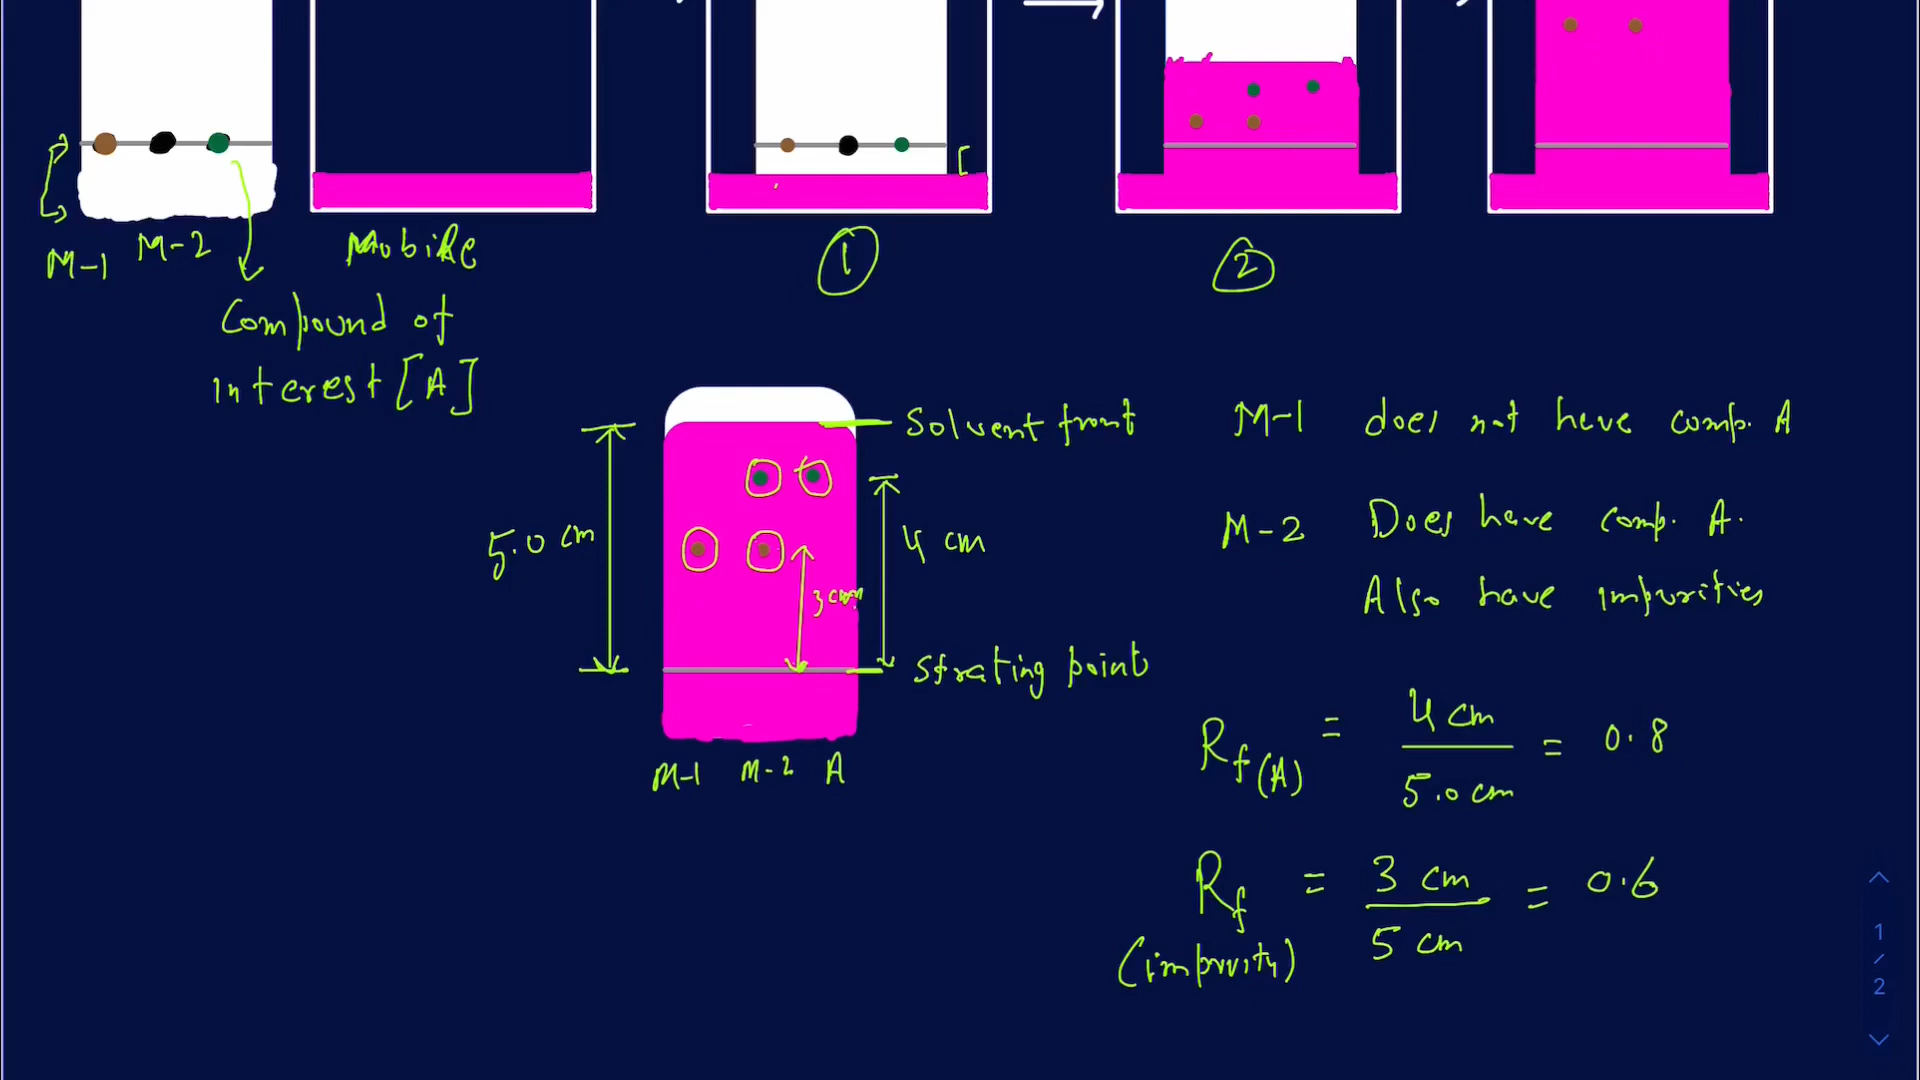 M-1 M-2 Mobile
Compound of
Interest [A]
[
1
2
Solvent front
5.0 cm
4 cm
3 cm
Strating point
M-1 M-2 A
M-1 does not have comp. A
M-2 Does have comp. A.
Also have impurities
Rf(A) = 4 cm / 5.0 cm = 0.8
Rf (impurity) = 3 cm / 5 cm = 0.6
1
/
2